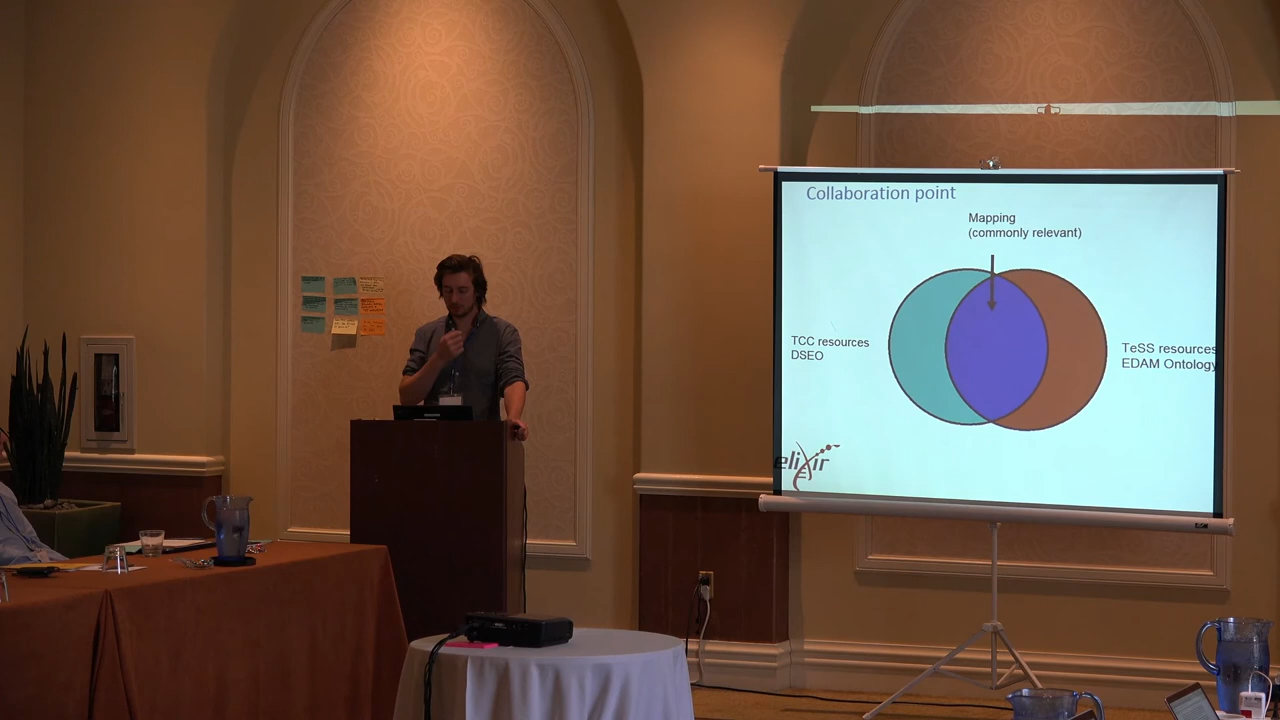 Collaboration point
Mapping
(commonly relevant)
TCC resources
DSEO
TeSS resources
EDAM Ontology
elixir